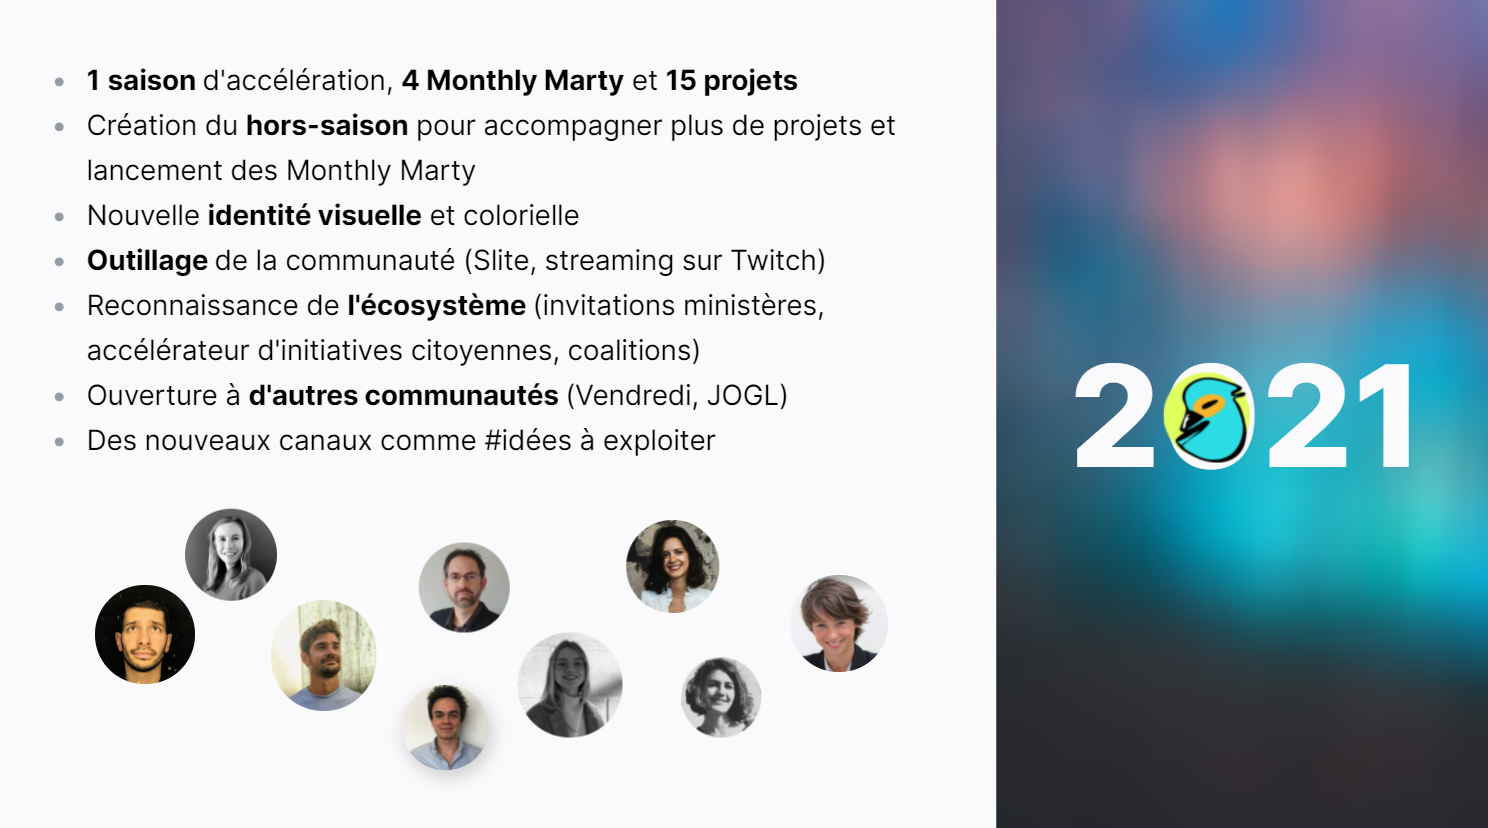 1 saison d'accélération, 4 Monthly Marty et 15 projets
Création du hors-saison pour accompagner plus de projets et
lancement des Monthly Marty
Nouvelle identité visuelle et colorielle
Outillage de la communauté (Slite, streaming sur Twitch)
Reconnaissance de l'écosystème (invitations ministères,
accélérateur d'initiatives citoyennes, coalitions)
Ouverture à d'autres communautés (Vendredi, JOGL)
Des nouveaux canaux comme #idées à exploiter
2021